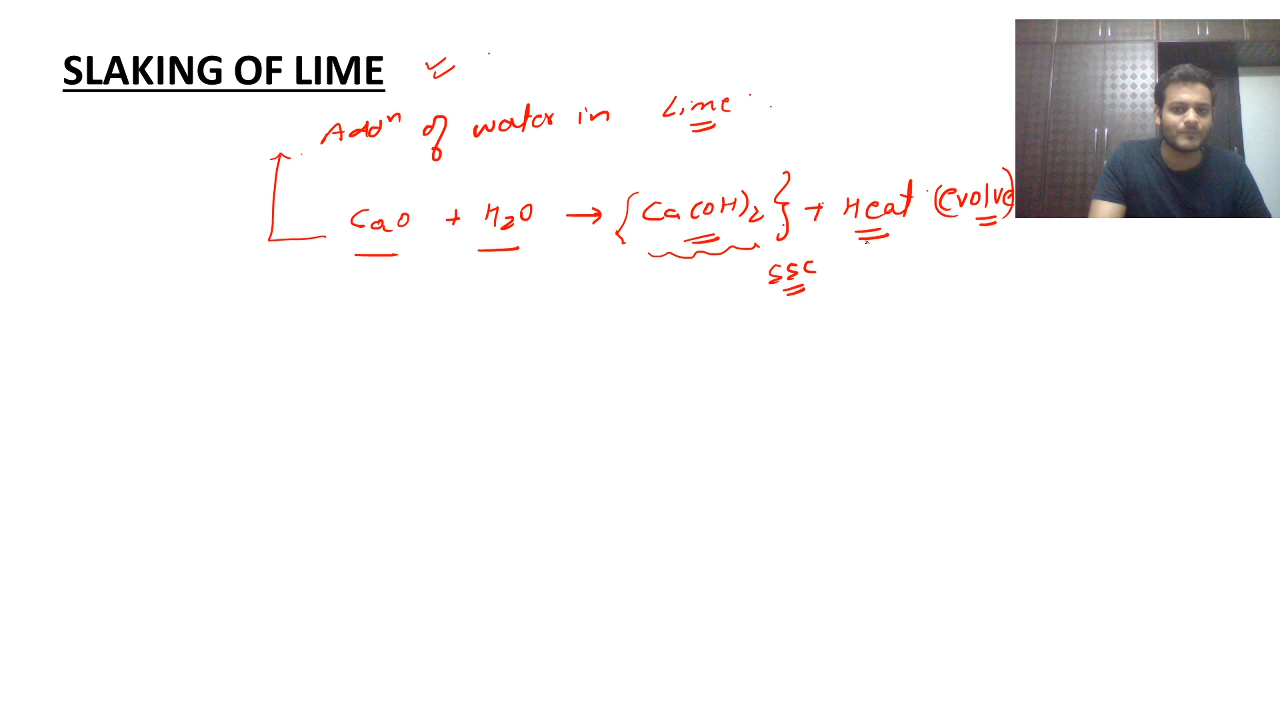 SLAKING OF LIME
Addⁿ of water in Lime
CaO + H₂O → {Ca(OH)₂} + Heat (evolve)
SSC